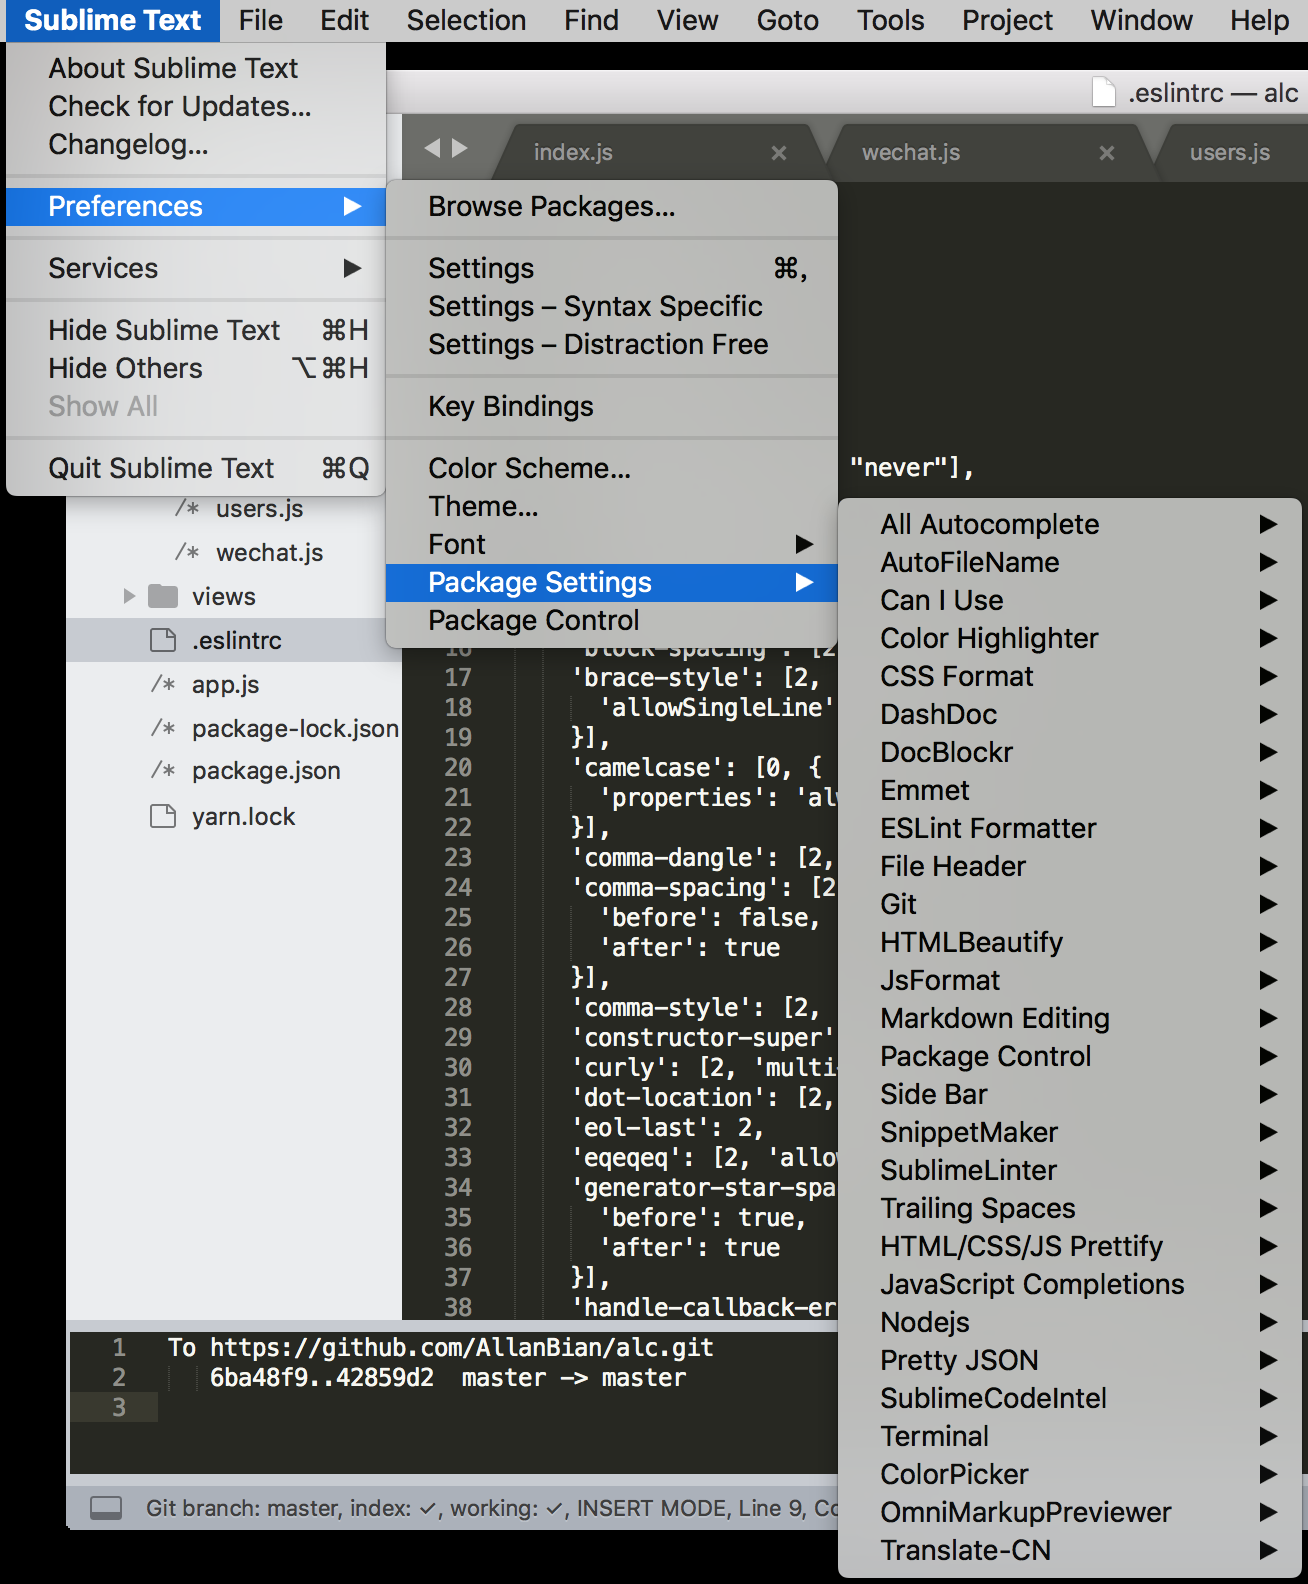 Sublime Text File Edit Selection Find View Goto Tools Project Window Help
About Sublime Text
Check for Updates...
Changelog...
Preferences
Services
Hide Sublime Text ⌘H
Hide Others ⌥⌘H
Show All
Quit Sublime Text ⌘Q
.eslintrc — alc
index.js × wechat.js × users.js
Browse Packages...
Settings ⌘,
Settings – Syntax Specific
Settings – Distraction Free
Key Bindings
Color Scheme...
Theme...
Font
Package Settings
Package Control
All Autocomplete
AutoFileName
Can I Use
Color Highlighter
CSS Format
DashDoc
DocBlockr
Emmet
ESLint Formatter
File Header
Git
HTMLBeautify
JsFormat
Markdown Editing
Package Control
Side Bar
SnippetMaker
SublimeLinter
Trailing Spaces
HTML/CSS/JS Prettify
JavaScript Completions
Nodejs
Pretty JSON
SublimeCodeIntel
Terminal
ColorPicker
OmniMarkupPreviewer
Translate-CN
/* users.js
/* wechat.js
views
.eslintrc
/* app.js
/* package-lock.json
/* package.json
yarn.lock
"never"],
16 'block-spacing': [2
17 'brace-style': [2,
18 'allowSingleLine'
19 }],
20 'camelcase': [0, {
21 'properties': 'al
22 }],
23 'comma-dangle': [2,
24 'comma-spacing': [2
25 'before': false,
26 'after': true
27 }],
28 'comma-style': [2,
29 'constructor-super'
30 'curly': [2, 'multi
31 'dot-location': [2,
32 'eol-last': 2,
33 'eqeqeq': [2, 'allo
34 'generator-star-spa
35 'before': true,
36 'after': true
37 }],
38 'handle-callback-er
1 To https://github.com/AllanBian/alc.git
2 6ba48f9..42859d2 master -> master
3
Git branch: master, index: ✓, working: ✓, INSERT MODE, Line 9, Co